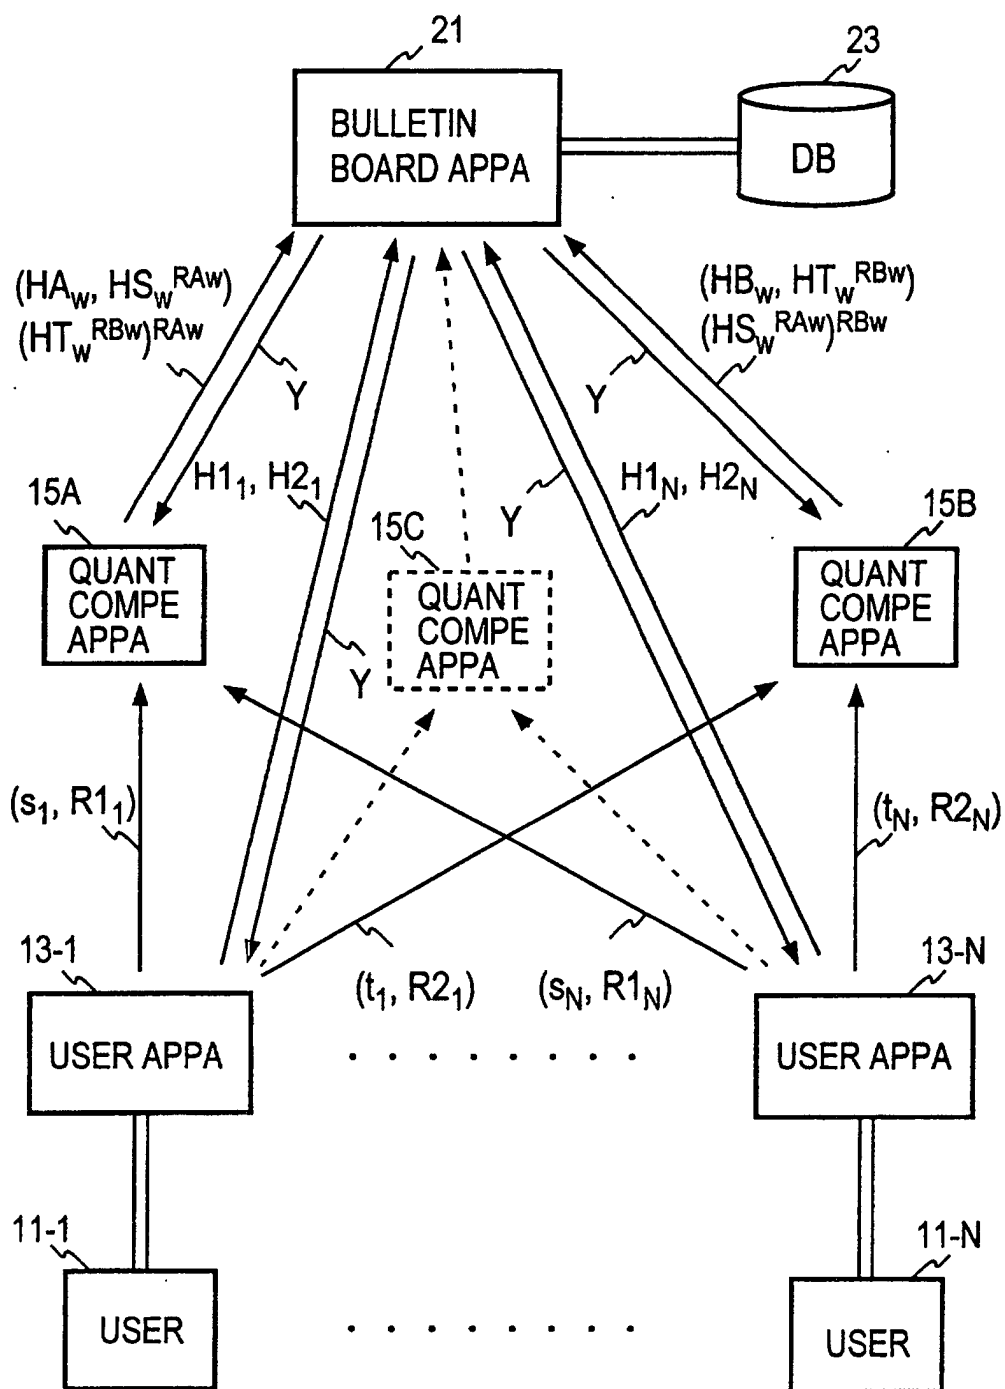 21
23
BULLETIN
BOARD APPA
DB
(HA_w, HS_w^RAw)
(HT_w^RBw)^RAw
(HB_w, HT_w^RBw)
(HS_w^RAw)^RBw
Y
Y
15A
H1_1, H2_1
Y
H1_N, H2_N
15B
15C
QUANT
COMPE
APPA
QUANT
COMPE
APPA
QUANT
COMPE
APPA
Y
(s_1, R1_1)
(t_N, R2_N)
13-1
(t_1, R2_1)
(s_N, R1_N)
13-N
USER APPA
. . . . . . . . .
USER APPA
11-1
11-N
USER
. . . . . . . . .
USER